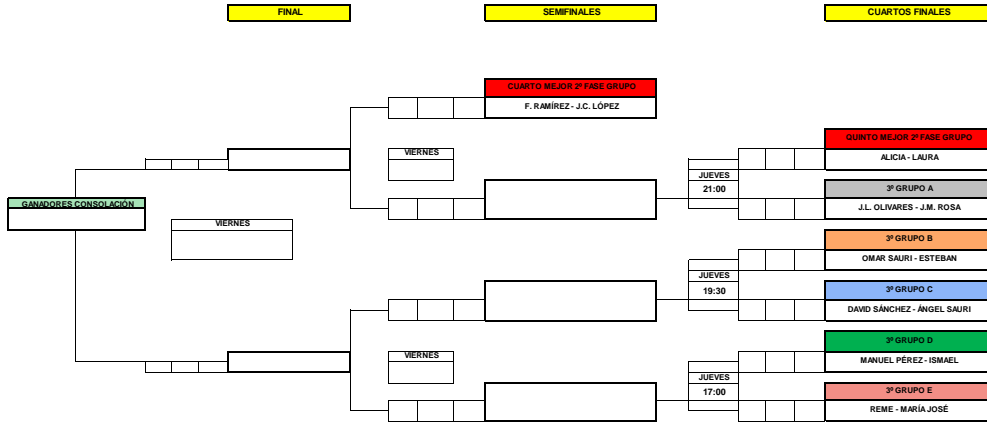 FINAL
SEMIFINALES
CUARTOS FINALES
CUARTO MEJOR 2ª FASE GRUPO
F. RAMÍREZ - J.C. LÓPEZ
QUINTO MEJOR 2ª FASE GRUPO
VIERNES
ALICIA - LAURA
JUEVES
21:00
3º GRUPO A
GANADORES CONSOLACIÓN
J.L. OLIVARES - J.M. ROSA
VIERNES
3º GRUPO B
OMAR SAURI - ESTEBAN
JUEVES
19:30
3º GRUPO C
DAVID SÁNCHEZ - ÁNGEL SAURI
3º GRUPO D
VIERNES
MANUEL PÉREZ - ISMAEL
JUEVES
17:00
3º GRUPO E
REME - MARÍA JOSÉ